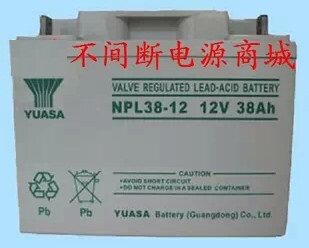 不间断电源商城
YUASA
VALVE REGULATED LEAD-ACID BATTERY
NPL38-12 12V 38Ah
CAUTION
● AVOID SHORT CIRCUIT
● DO NOT CHARGE IN A SEALED CONTAINER
Pb
Pb
YUASA Battery (Guangdong) Co., Ltd.